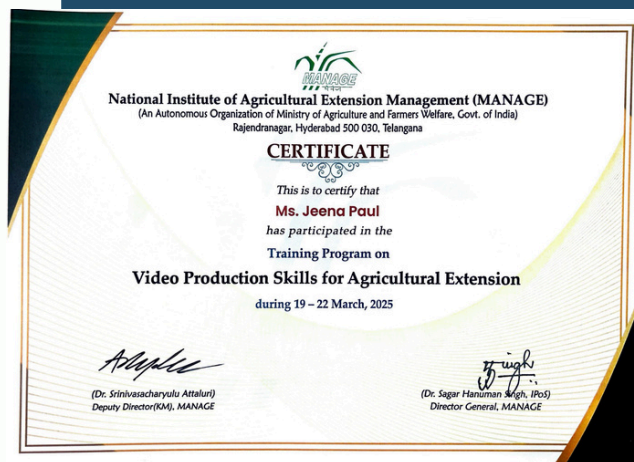 MANAGE
मैनेज
National Institute of Agricultural Extension Management (MANAGE)
(An Autonomous Organization of Ministry of Agriculture and Farmers Welfare, Govt. of India)
Rajendranagar, Hyderabad 500 030, Telangana
CERTIFICATE
This is to certify that
Ms. Jeena Paul
has participated in the
Training Program on
Video Production Skills for Agricultural Extension
during 19 – 22 March, 2025
(Dr. Srinivasacharyulu Attaluri)
Deputy Director(KM), MANAGE
(Dr. Sagar Hanuman Singh, IPoS)
Director General, MANAGE